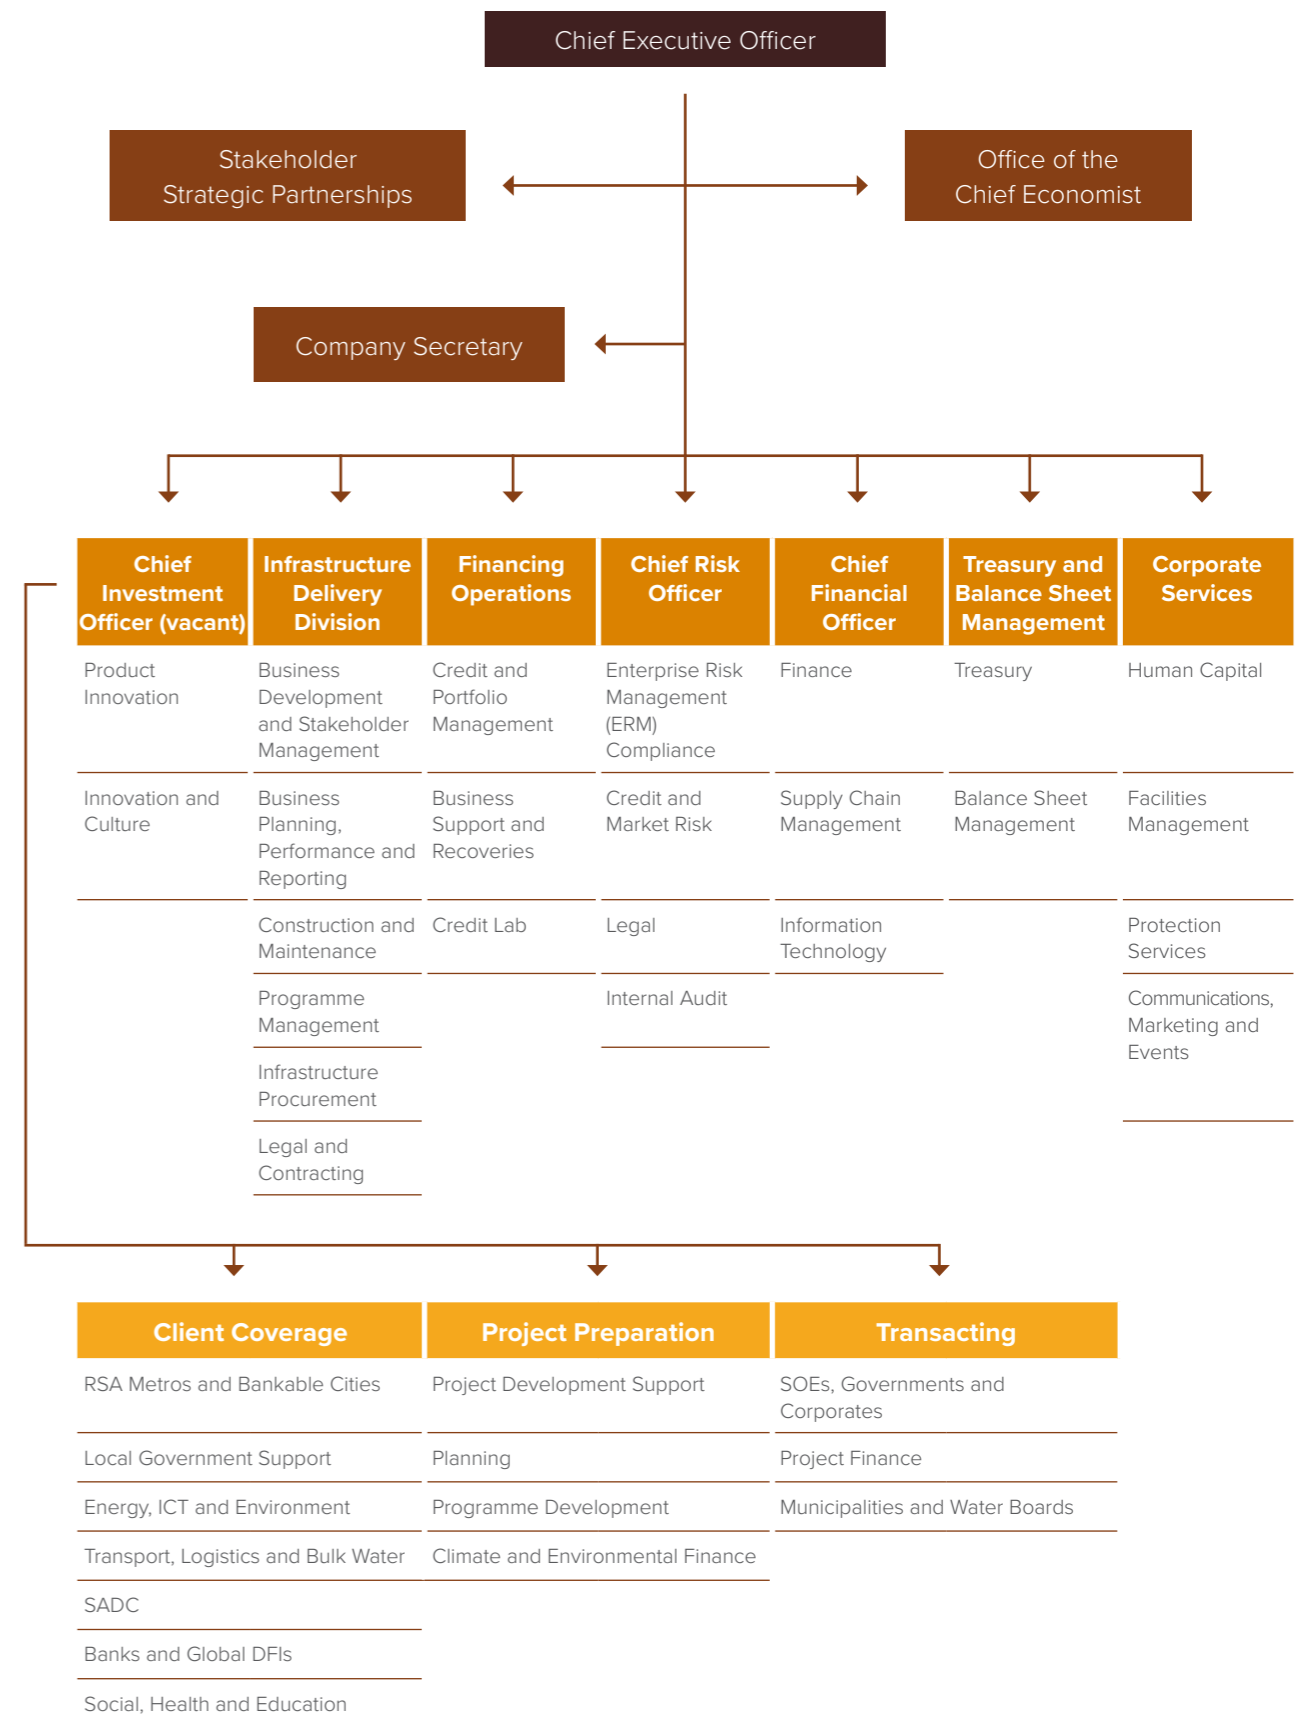 Chief Executive Officer
Stakeholder
Strategic Partnerships
Office of the
Chief Economist
Company Secretary
Chief
Investment
Officer (vacant)
Product
Innovation
Innovation and
Culture
Infrastructure
Delivery
Division
Business
Development
and Stakeholder
Management
Business
Planning,
Performance and
Reporting
Construction and
Maintenance
Programme
Management
Infrastructure
Procurement
Legal and
Contracting
Financing
Operations
Credit and
Portfolio
Management
Business
Support and
Recoveries
Credit Lab
Chief Risk
Officer
Enterprise Risk
Management
(ERM)
Compliance
Credit and
Market Risk
Legal
Internal Audit
Chief
Financial
Officer
Finance
Supply Chain
Management
Information
Technology
Treasury and
Balance Sheet
Management
Treasury
Balance Sheet
Management
Corporate
Services
Human Capital
Facilities
Management
Protection
Services
Communications,
Marketing and
Events
Client Coverage
RSA Metros and Bankable Cities
Local Government Support
Energy, ICT and Environment
Transport, Logistics and Bulk Water
SADC
Banks and Global DFIs
Social, Health and Education
Project Preparation
Project Development Support
Planning
Programme Development
Climate and Environmental Finance
Transacting
SOEs, Governments and
Corporates
Project Finance
Municipalities and Water Boards